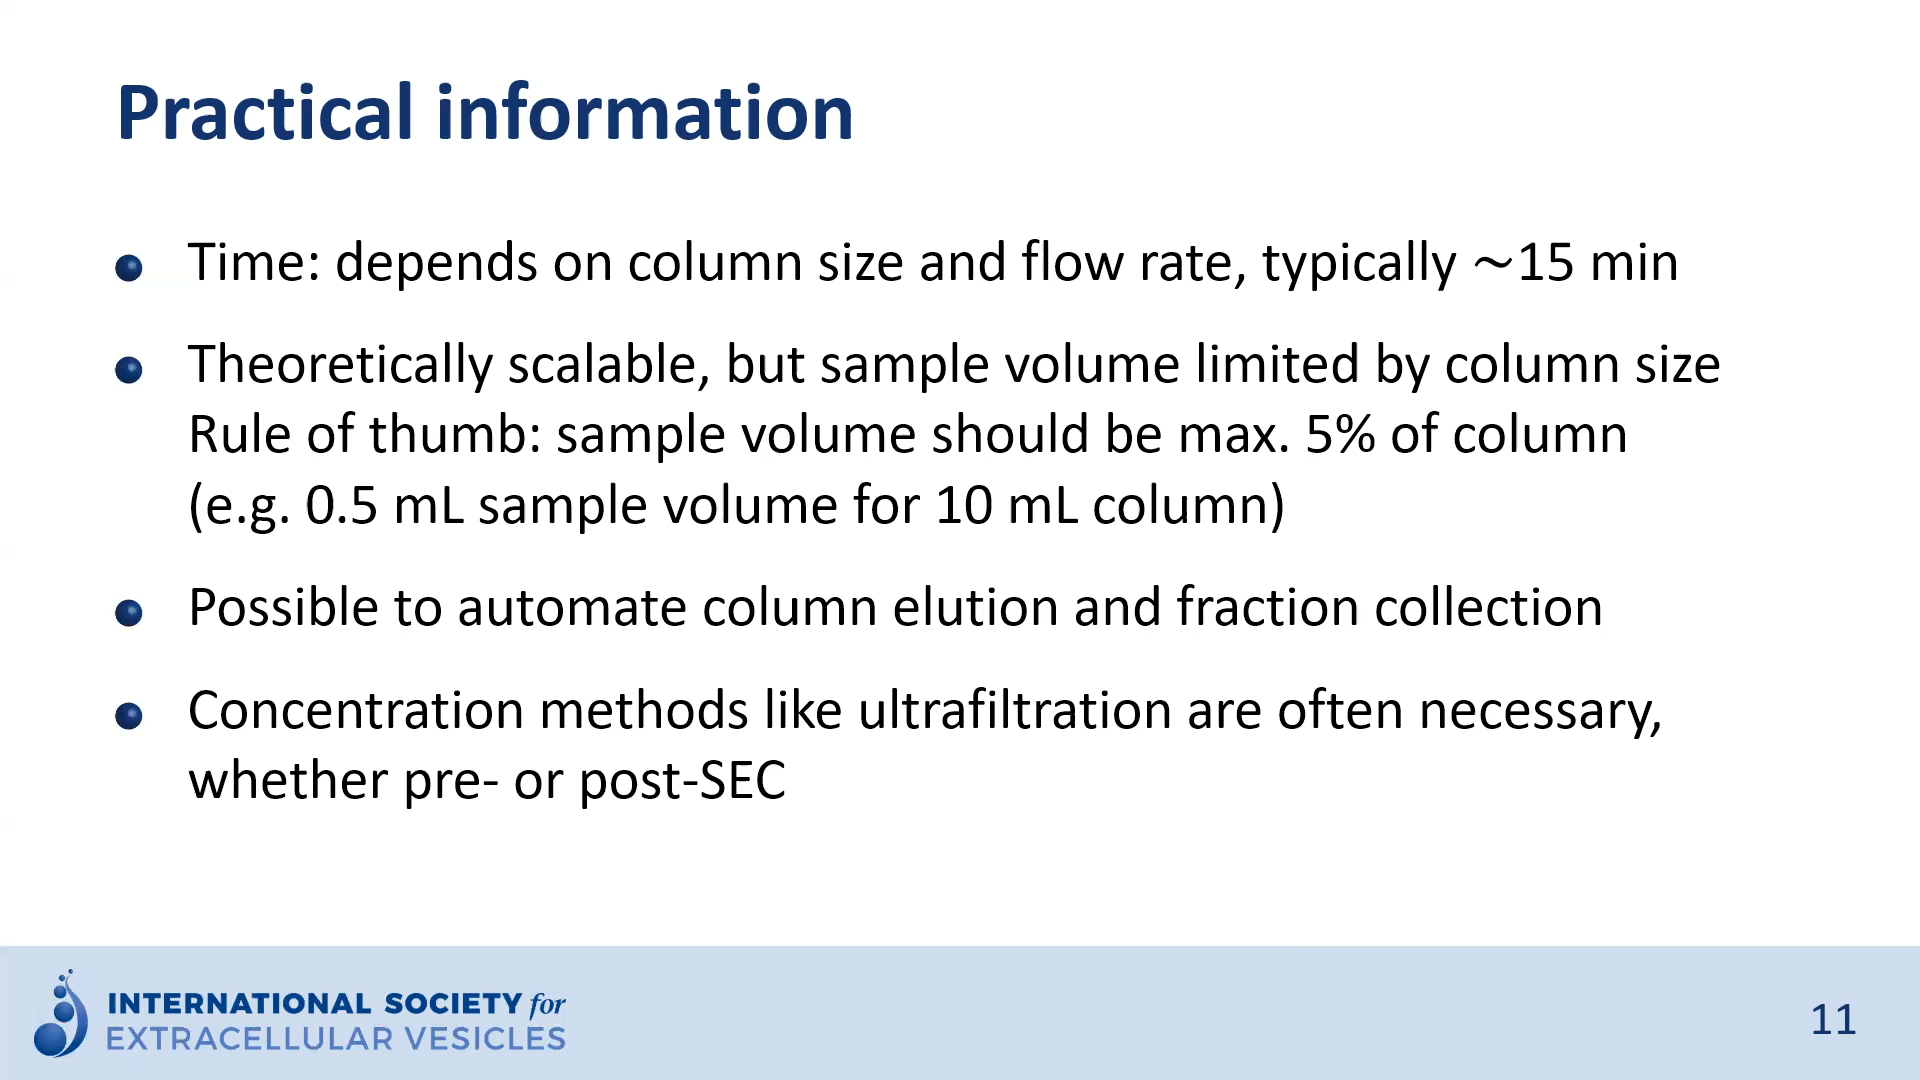 Practical information
Time: depends on column size and flow rate, typically ~15 min
Theoretically scalable, but sample volume limited by column size
Rule of thumb: sample volume should be max. 5% of column
(e.g. 0.5 mL sample volume for 10 mL column)
Possible to automate column elution and fraction collection
Concentration methods like ultrafiltration are often necessary,
whether pre- or post-SEC
INTERNATIONAL SOCIETY for
EXTRACELLULAR VESICLES
11